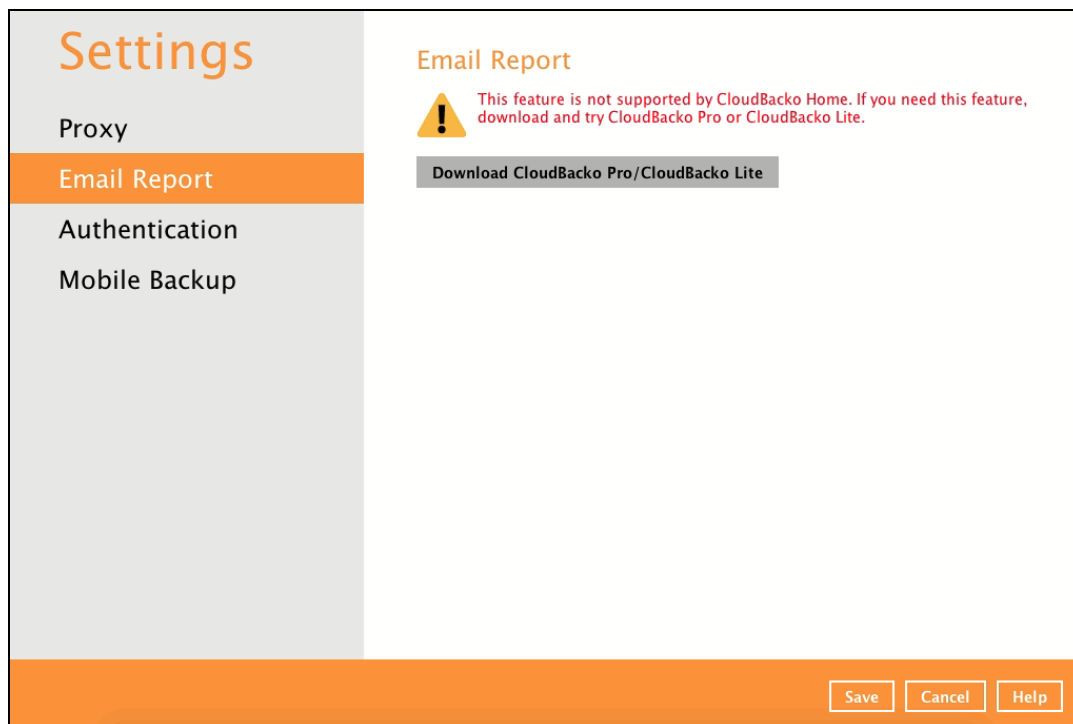 Settings
Proxy
Email Report
Authentication
Mobile Backup
Email Report
This feature is not supported by CloudBacko Home. If you need this feature,
download and try CloudBacko Pro or CloudBacko Lite.
Download CloudBacko Pro/CloudBacko Lite
Save
Cancel
Help